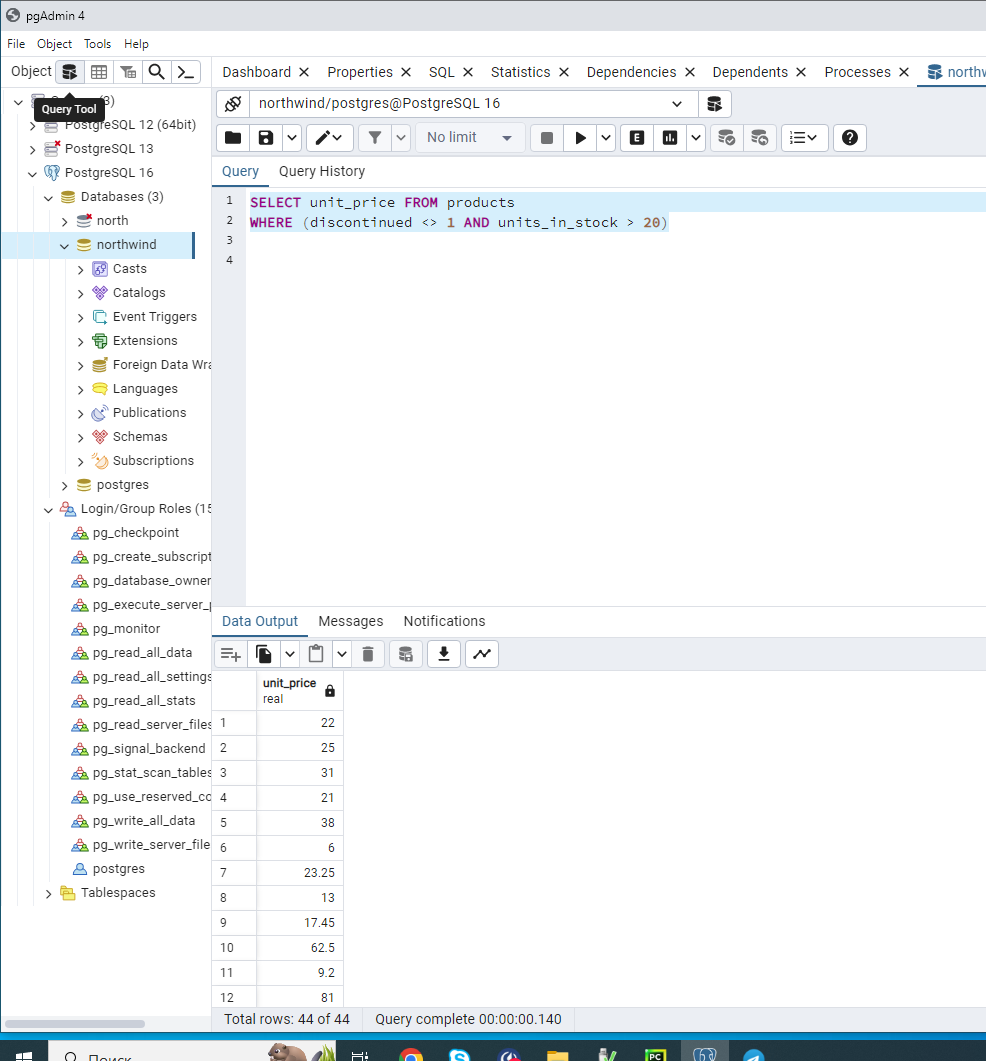 pgAdmin 4
File Object Tools Help
Object
Dashboard Properties SQL Statistics Dependencies Dependents Processes
Query Tool
(3)
PostgreSQL 12 (64bit)
PostgreSQL 13
PostgreSQL 16
Databases (3)
north
northwind
Casts
Catalogs
Event Triggers
Extensions
Foreign Data Wra
Languages
Publications
Schemas
Subscriptions
postgres
Login/Group Roles (15
pg_checkpoint
pg_create_subscript
pg_database_owner
pg_execute_server_p
pg_monitor
pg_read_all_data
pg_read_all_settings
pg_read_all_stats
pg_read_server_files
pg_signal_backend
pg_stat_scan_tables
pg_use_reserved_co
pg_write_all_data
pg_write_server_file
postgres
Tablespaces
northwind/postgres@PostgreSQL 16
No limit
E
Query Query History
1 SELECT unit_price FROM products
2 WHERE (discontinued <> 1 AND units_in_stock > 20)
3
4
Data Output Messages Notifications
unit_price
real
1 22
2 25
3 31
4 21
5 38
6 6
7 23.25
8 13
9 17.45
10 62.5
11 9.2
12 81
Total rows: 44 of 44 Query complete 00:00:00.140
Поиск
PC